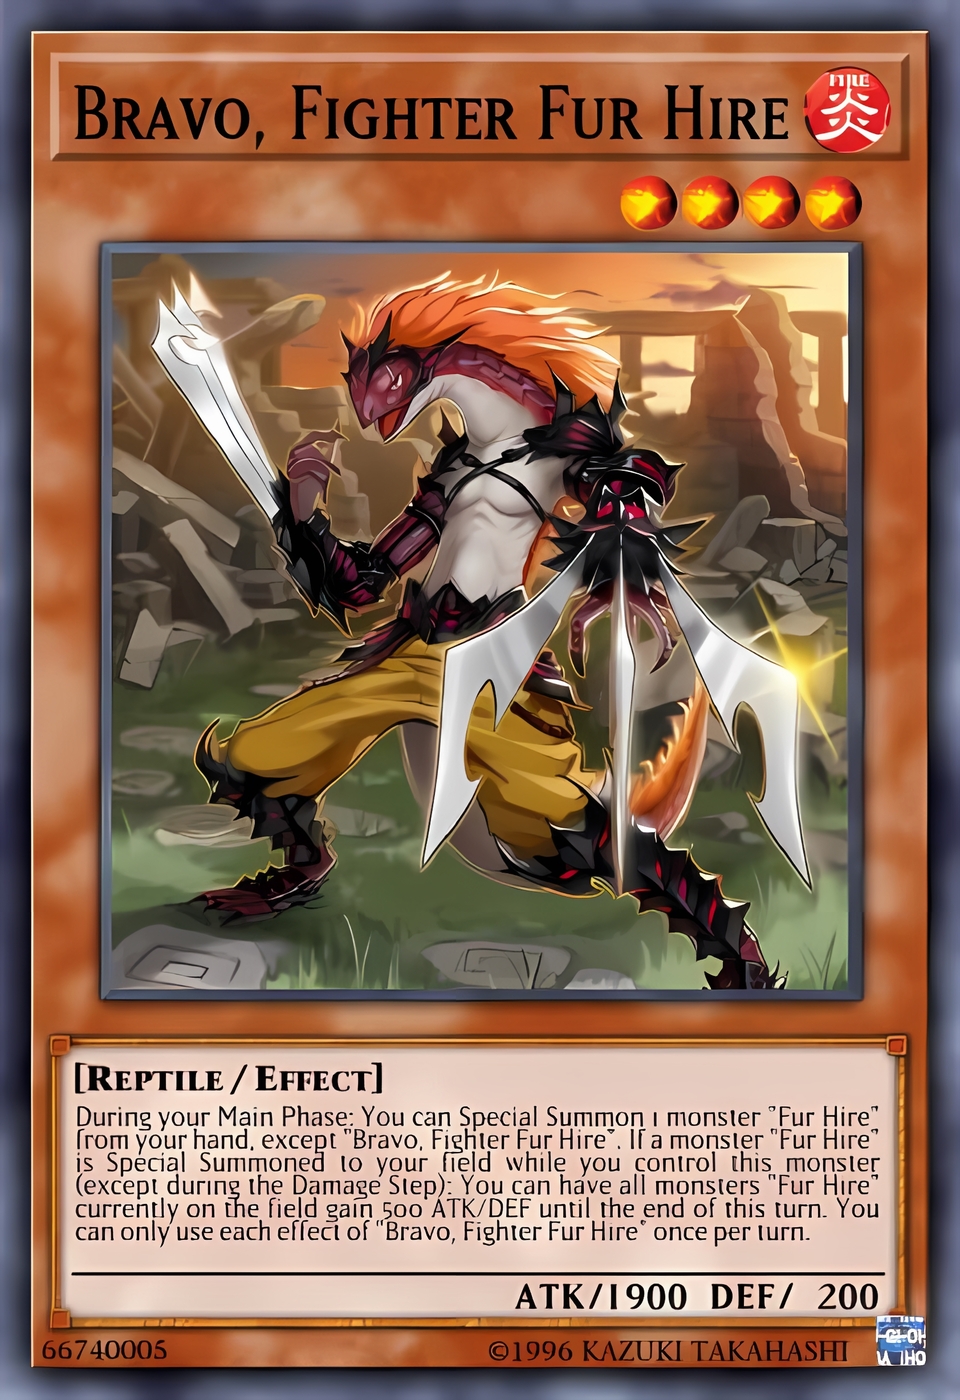 Bravo, Fighter Fur Hire
炎
[Reptile / Effect]
During your Main Phase: You can Special Summon 1 monster "Fur Hire"
from your hand, except "Bravo, Fighter Fur Hire". If a monster "Fur Hire"
is Special Summoned to your field while you control this monster
(except during the Damage Step): You can have all monsters "Fur Hire"
currently on the field gain 500 ATK/DEF until the end of this turn. You
can only use each effect of "Bravo, Fighter Fur Hire" once per turn.
ATK/1900 DEF/ 200
66740005 ©1996 KAZUKI TAKAHASHI